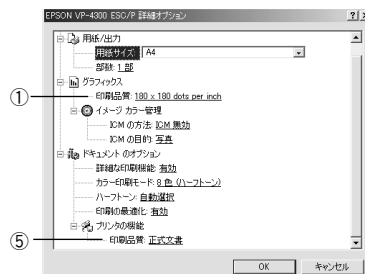 EPSON VP-4300 ESC/P 詳細オプション
用紙/出力
用紙サイズ: A4
部数: 1 部
グラフィックス
① 印刷品質: 180 x 180 dots per inch
イメージ カラー管理
ICM の方法: ICM 無効
ICM の目的: 写真
ドキュメント のオプション
詳細な印刷機能: 有効
カラー印刷モード: 8 色 (ハーフトーン)
ハーフトーン: 自動選択
印刷の最適化: 有効
プリンタの機能
⑤ 印刷品質: 正式文書
OK キャンセル